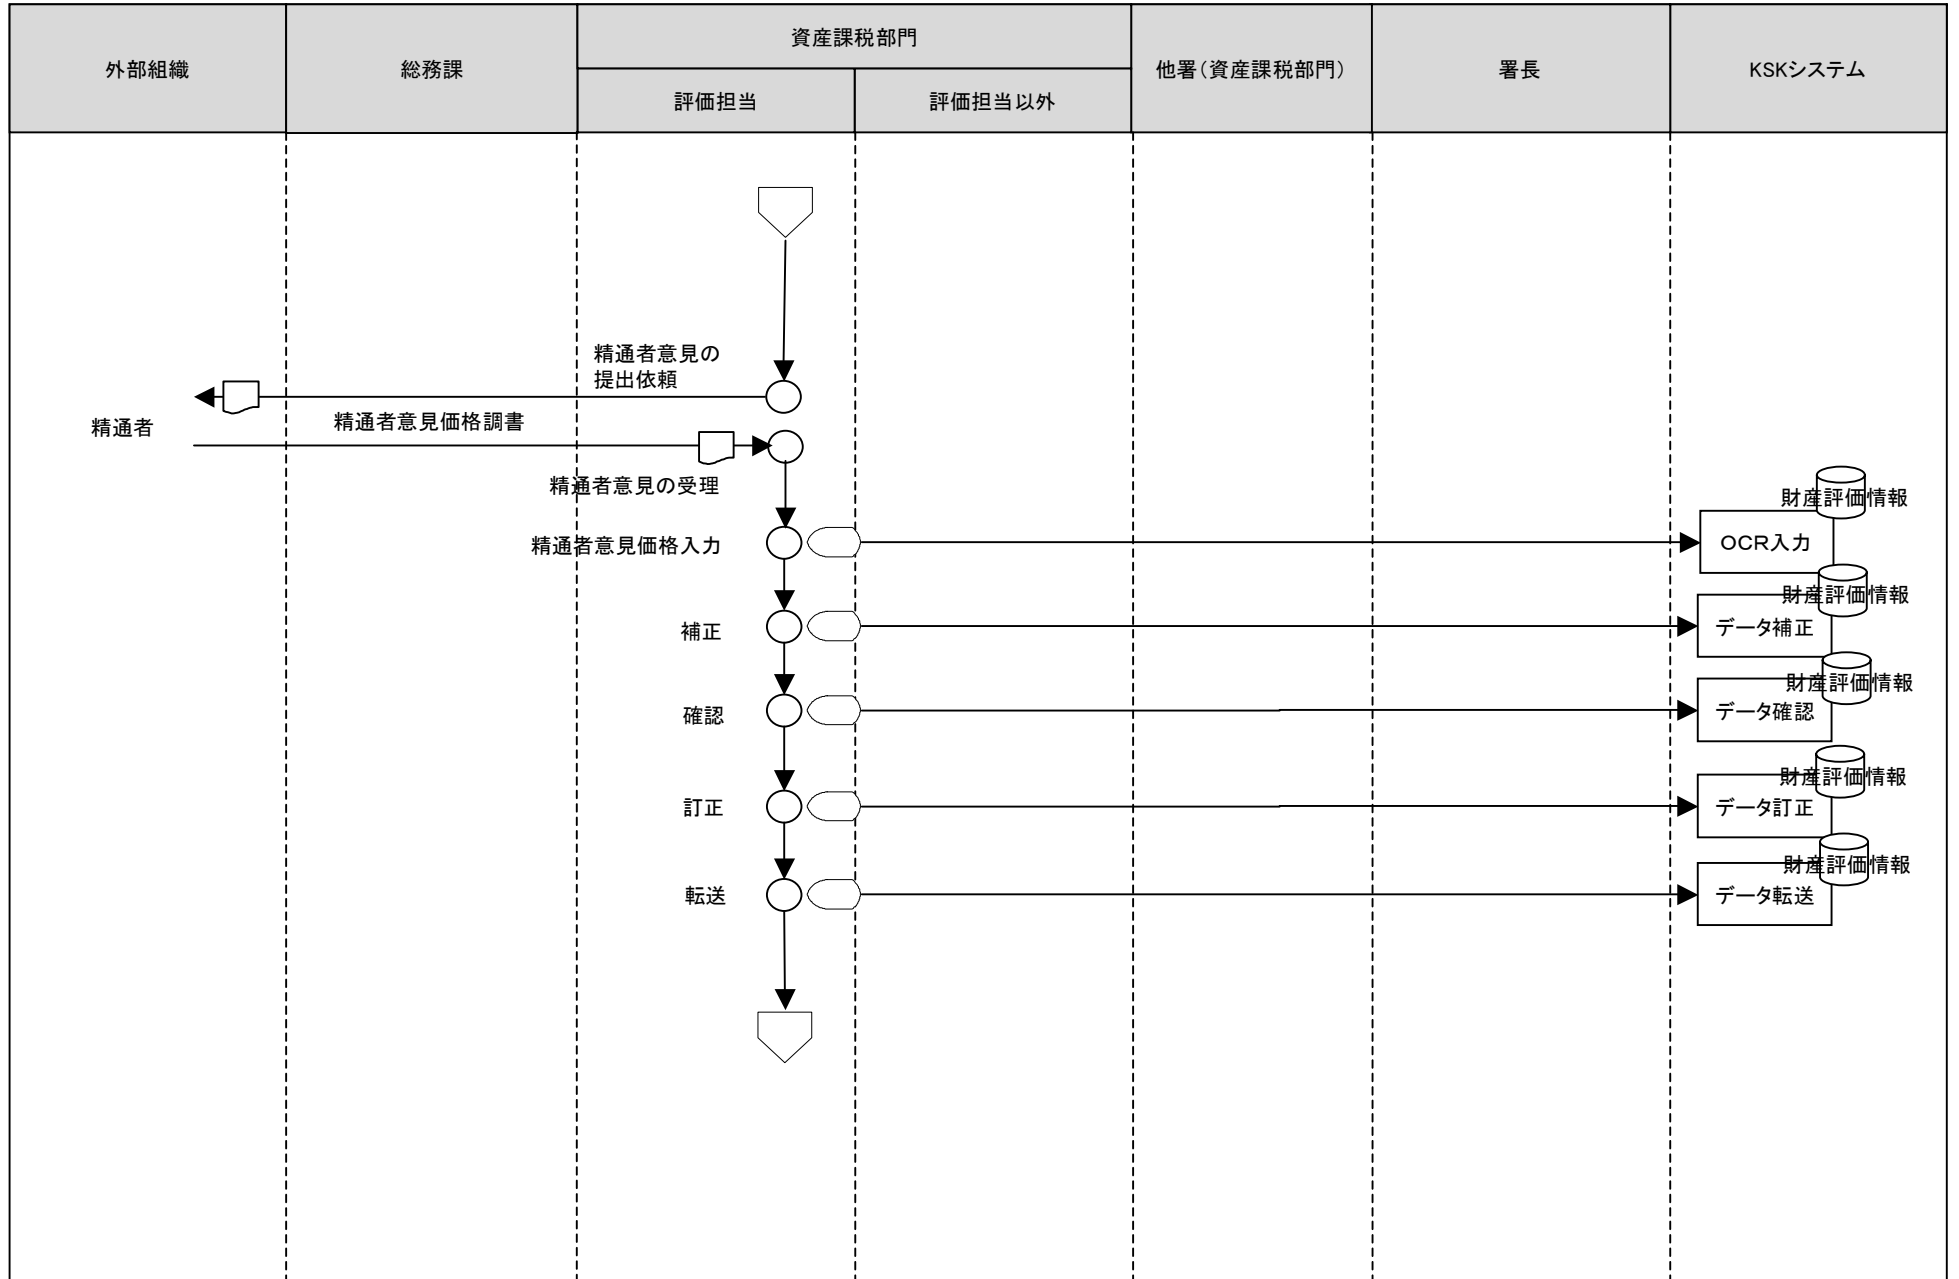 外部組織
総務課
資産課税部門
評価担当
評価担当以外
他署（資産課税部門）
署長
KSKシステム
精通者意見の
提出依頼
精通者意見価格調書
精通者
精通者意見の受理
財産評価情報
精通者意見価格入力
OCR入力
財産評価情報
補正
データ補正
財産評価情報
確認
データ確認
財産評価情報
訂正
データ訂正
財産評価情報
転送
データ転送